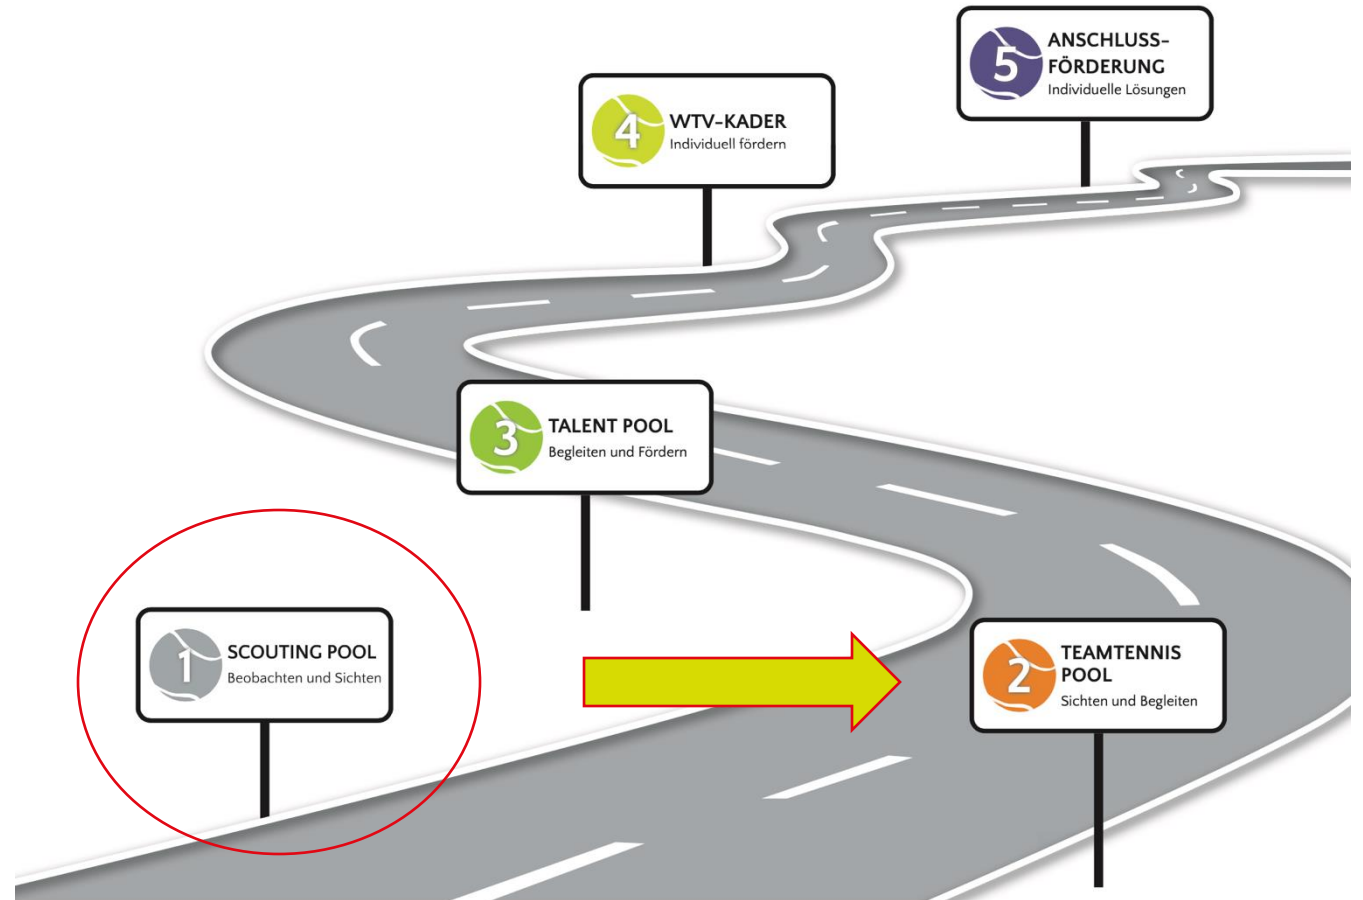 5
ANSCHLUSS-
FÖRDERUNG
Individuelle Lösungen
4
WTV-KADER
Individuell fördern
3
TALENT POOL
Begleiten und Fördern
1
SCOUTING POOL
Beobachten und Sichten
2
TEAMTENNIS
POOL
Sichten und Begleiten